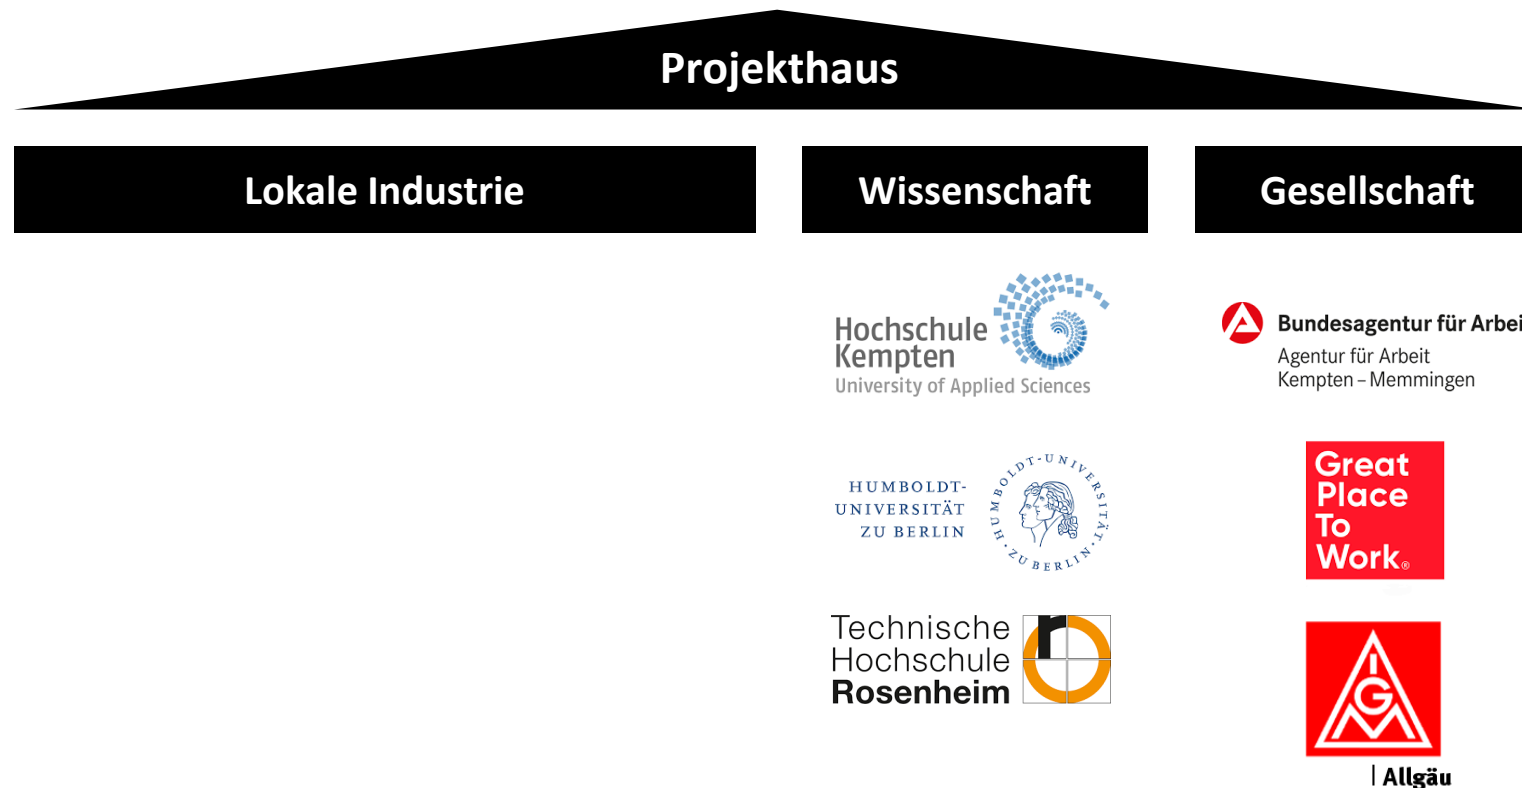 Projekthaus
Lokale Industrie
Wissenschaft
Gesellschaft
Hochschule
Kempten
University of Applied Sciences
HUMBOLDT-
UNIVERSITÄT
ZU BERLIN
HUMBOLDT-UNIVERSITÄT · ZU BERLIN ·
Technische
Hochschule
Rosenheim
r
Bundesagentur für Arbei
Agentur für Arbeit
Kempten – Memmingen
Great
Place
To
Work®
IGM
| Allgäu